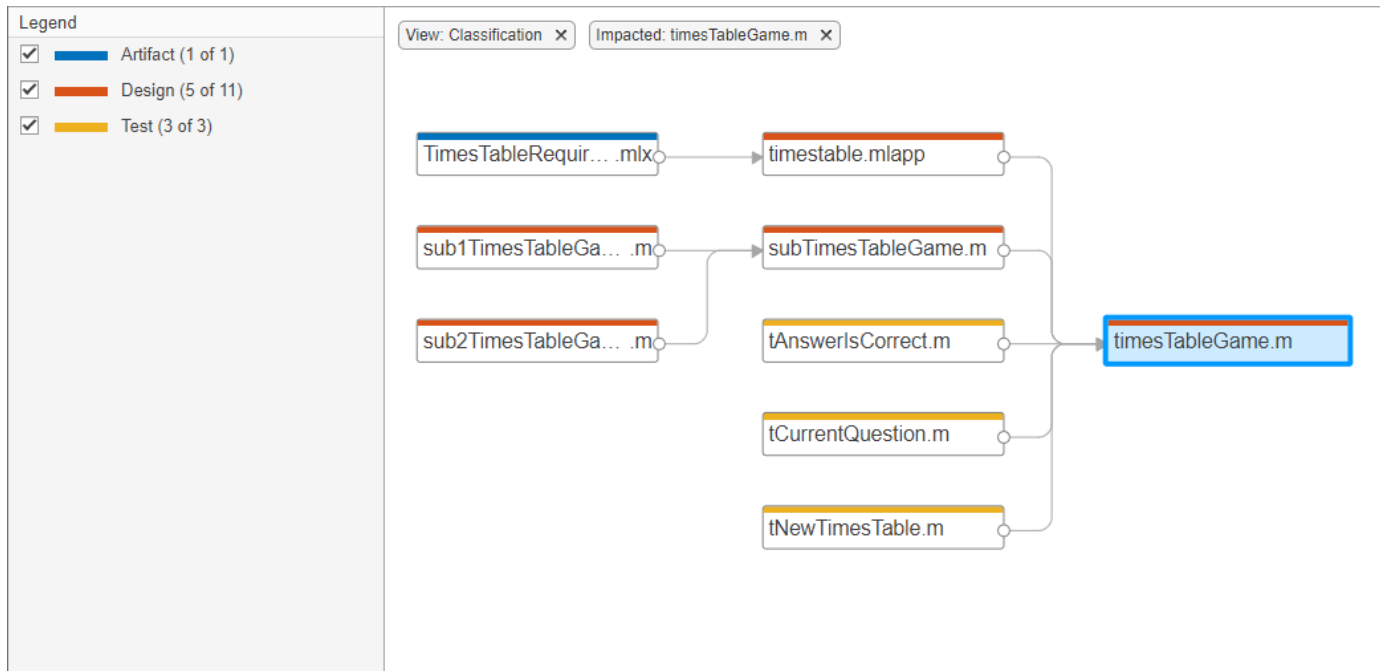 Legend
Artifact (1 of 1)
Design (5 of 11)
Test (3 of 3)
View: Classification ✕
Impacted: timesTableGame.m ✕
TimesTableRequir... .mlx
timestable.mlapp
sub1TimesTableGa... .m
subTimesTableGame.m
sub2TimesTableGa... .m
tAnswerIsCorrect.m
timesTableGame.m
tCurrentQuestion.m
tNewTimesTable.m